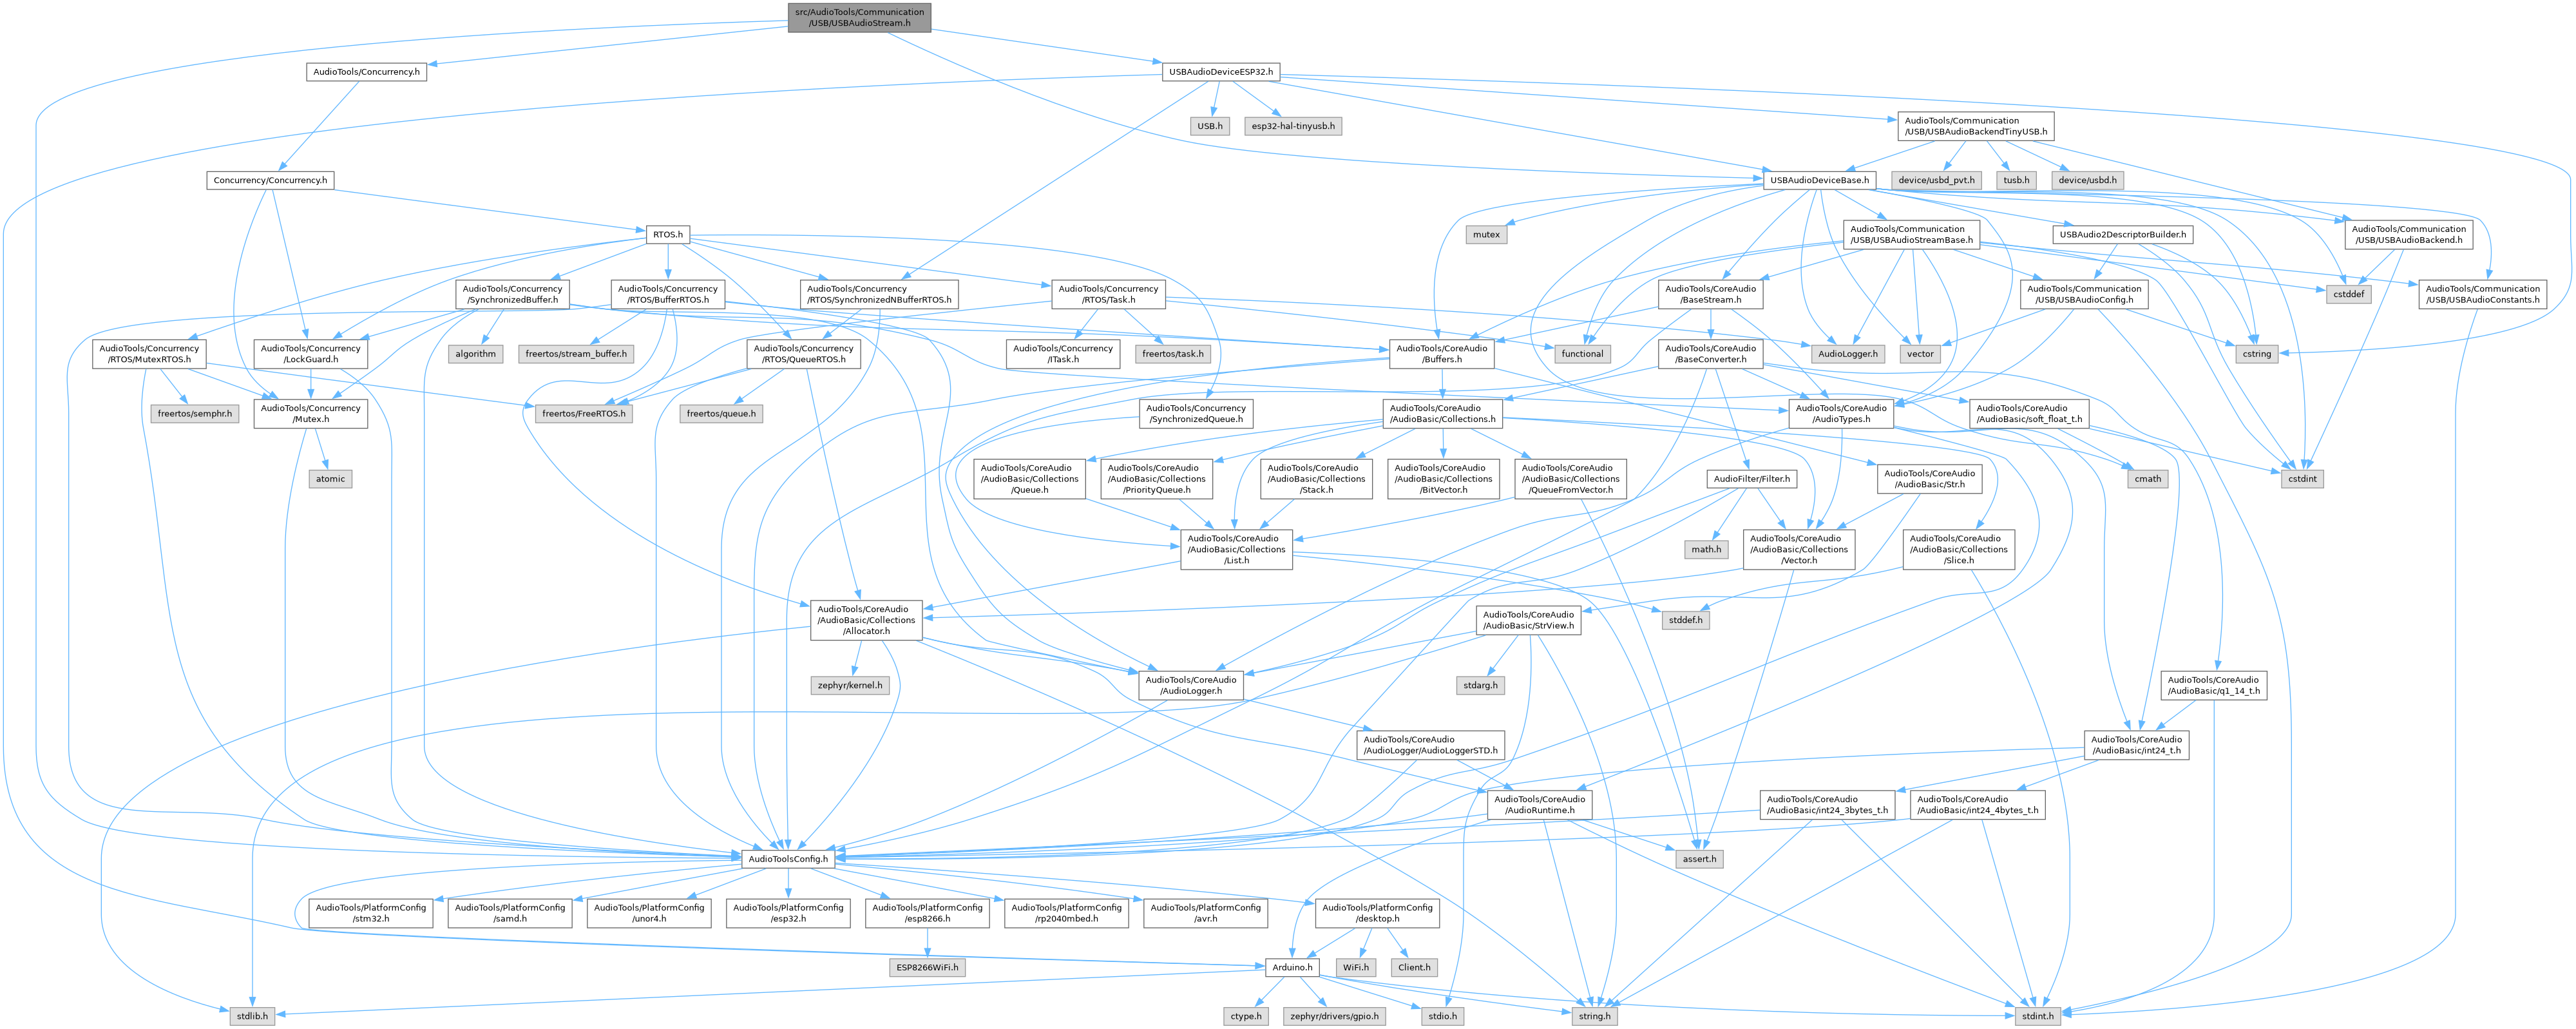 src/AudioTools/Communication
/USB/USBAudioStream.h
AudioTools/Concurrency.h
USBAudioDeviceESP32.h
USB.h
esp32-hal-tinyusb.h
AudioTools/Communication
/USB/USBAudioBackendTinyUSB.h
Concurrency/Concurrency.h
USBAudioDeviceBase.h
device/usbd_pvt.h
tusb.h
device/usbd.h
RTOS.h
mutex
AudioTools/Communication
/USB/USBAudioStreamBase.h
USBAudio2DescriptorBuilder.h
AudioTools/Communication
/USB/USBAudioBackend.h
AudioTools/Concurrency
/SynchronizedBuffer.h
AudioTools/Concurrency
/RTOS/BufferRTOS.h
AudioTools/Concurrency
/RTOS/SynchronizedNBufferRTOS.h
AudioTools/Concurrency
/RTOS/Task.h
AudioTools/CoreAudio
/BaseStream.h
AudioTools/Communication
/USB/USBAudioConfig.h
cstddef
AudioTools/Communication
/USB/USBAudioConstants.h
AudioTools/Concurrency
/RTOS/MutexRTOS.h
AudioTools/Concurrency
/LockGuard.h
algorithm
freertos/stream_buffer.h
AudioTools/Concurrency
/RTOS/QueueRTOS.h
AudioTools/Concurrency
/ITask.h
freertos/task.h
AudioTools/CoreAudio
/Buffers.h
functional
AudioTools/CoreAudio
/BaseConverter.h
AudioLogger.h
vector
cstring
freertos/semphr.h
AudioTools/Concurrency
/Mutex.h
freertos/FreeRTOS.h
freertos/queue.h
AudioTools/Concurrency
/SynchronizedQueue.h
AudioTools/CoreAudio
/AudioBasic/Collections.h
AudioTools/CoreAudio
/AudioTypes.h
AudioTools/CoreAudio
/AudioBasic/soft_float_t.h
atomic
AudioTools/CoreAudio
/AudioBasic/Collections
/Queue.h
AudioTools/CoreAudio
/AudioBasic/Collections
/PriorityQueue.h
AudioTools/CoreAudio
/AudioBasic/Collections
/Stack.h
AudioTools/CoreAudio
/AudioBasic/Collections
/BitVector.h
AudioTools/CoreAudio
/AudioBasic/Collections
/QueueFromVector.h
AudioFilter/Filter.h
AudioTools/CoreAudio
/AudioBasic/Str.h
cmath
cstdint
AudioTools/CoreAudio
/AudioBasic/Collections
/List.h
math.h
AudioTools/CoreAudio
/AudioBasic/Collections
/Vector.h
AudioTools/CoreAudio
/AudioBasic/Collections
/Slice.h
AudioTools/CoreAudio
/AudioBasic/Collections
/Allocator.h
AudioTools/CoreAudio
/AudioBasic/StrView.h
stddef.h
zephyr/kernel.h
AudioTools/CoreAudio
/AudioLogger.h
stdarg.h
AudioTools/CoreAudio
/AudioBasic/q1_14_t.h
AudioTools/CoreAudio
/AudioLogger/AudioLoggerSTD.h
AudioTools/CoreAudio
/AudioBasic/int24_t.h
AudioTools/CoreAudio
/AudioRuntime.h
AudioTools/CoreAudio
/AudioBasic/int24_3bytes_t.h
AudioTools/CoreAudio
/AudioBasic/int24_4bytes_t.h
AudioToolsConfig.h
assert.h
AudioTools/PlatformConfig
/stm32.h
AudioTools/PlatformConfig
/samd.h
AudioTools/PlatformConfig
/unor4.h
AudioTools/PlatformConfig
/esp32.h
AudioTools/PlatformConfig
/esp8266.h
AudioTools/PlatformConfig
/rp2040mbed.h
AudioTools/PlatformConfig
/avr.h
AudioTools/PlatformConfig
/desktop.h
ESP8266WiFi.h
Arduino.h
WiFi.h
Client.h
stdlib.h
ctype.h
zephyr/drivers/gpio.h
stdio.h
string.h
stdint.h